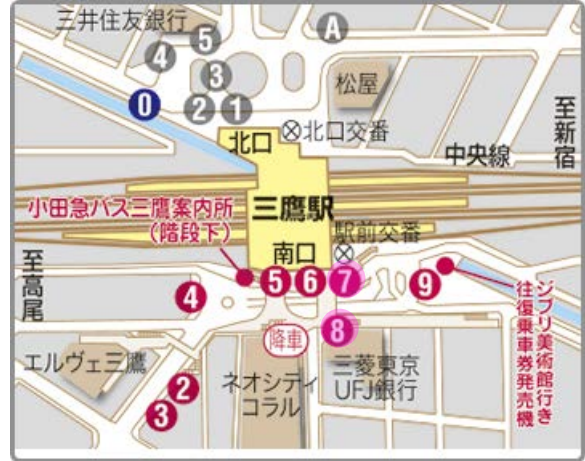 三井住友銀行
5
A
4
3
0
2
1
松屋
北口
北口交番
至新宿
中央線
小田急バス三鷹案内所
(階段下)
三鷹駅
駅前交番
南口
至高尾
4
5
6
7
9
ジブリ美術館行き
往復乗車券発売機
8
降車
エルヴェ三鷹
2
3
ネオシティ
コラル
三菱東京
UFJ銀行